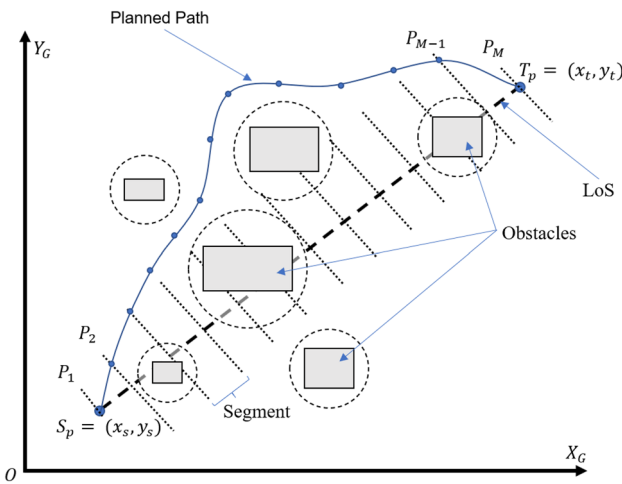 Planned Path
Y_G
P_{M−1}
P_M
T_p = (x_t, y_t)
LoS
Obstacles
P_2
P_1
Segment
S_p = (x_s, y_s)
X_G
O